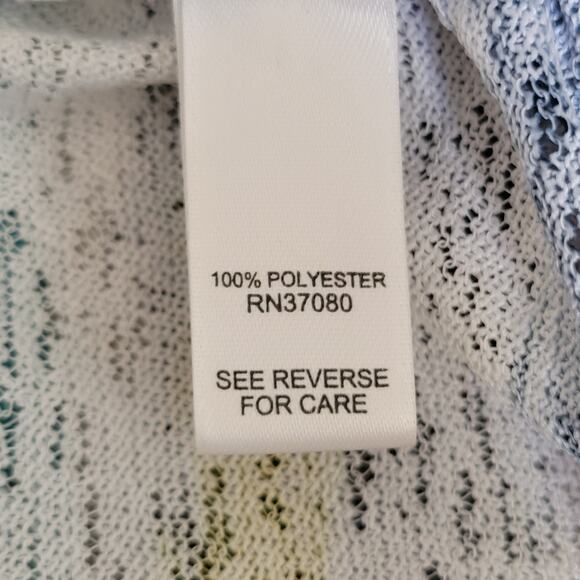 100% POLYESTER
RN37080
SEE REVERSE
FOR CARE